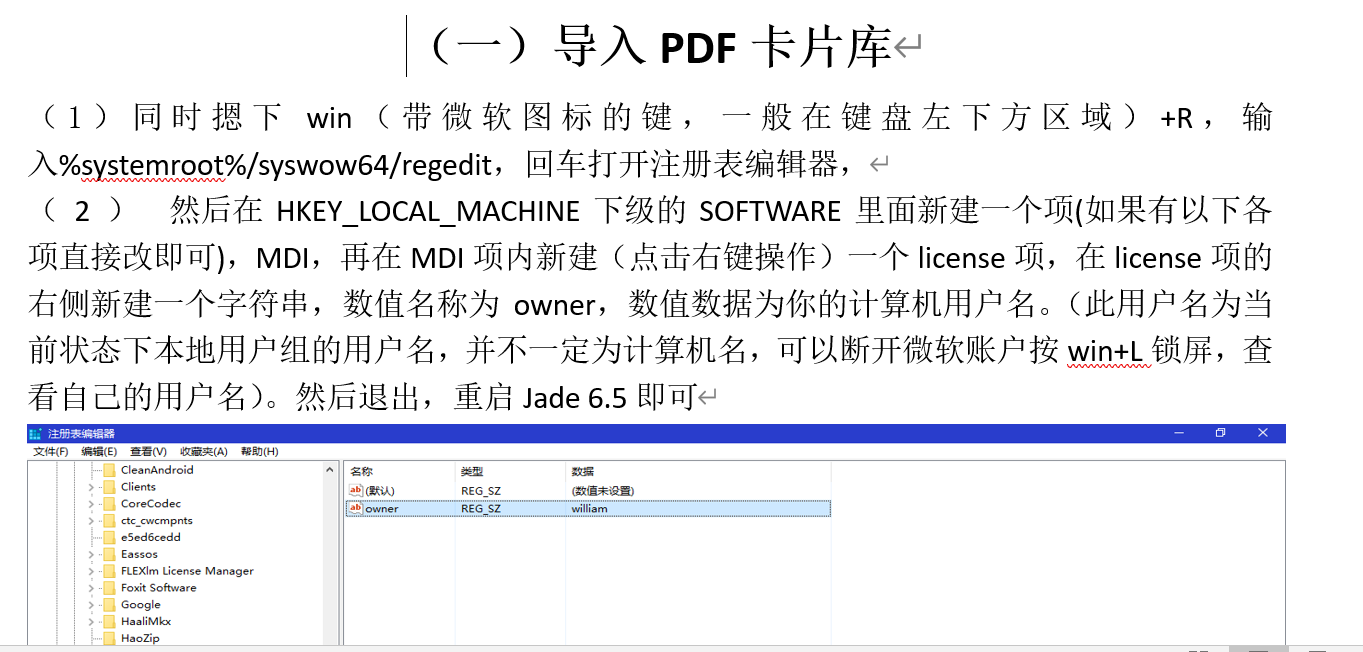 （一）导入 PDF 卡片库
（1）同时摁下 win（带微软图标的键，一般在键盘左下方区域）+R，输
入%systemroot%/syswow64/regedit，回车打开注册表编辑器，
（2） 然后在 HKEY_LOCAL_MACHINE 下级的 SOFTWARE 里面新建一个项(如果有以下各
项直接改即可)，MDI，再在 MDI 项内新建（点击右键操作）一个 license 项，在 license 项的
右侧新建一个字符串，数值名称为 owner，数值数据为你的计算机用户名。（此用户名为当
前状态下本地用户组的用户名，并不一定为计算机名，可以断开微软账户按 win+L 锁屏，查
看自己的用户名）。然后退出，重启 Jade 6.5 即可
注册表编辑器
文件(F) 编辑(E) 查看(V) 收藏夹(A) 帮助(H)
CleanAndroid
Clients
CoreCodec
ctc_cwcmpnts
e5ed6cedd
Eassos
FLEXlm License Manager
Foxit Software
Google
HaaliMkx
HaoZip
名称 类型 数据
ab (默认) REG_SZ (数值未设置)
ab owner REG_SZ william